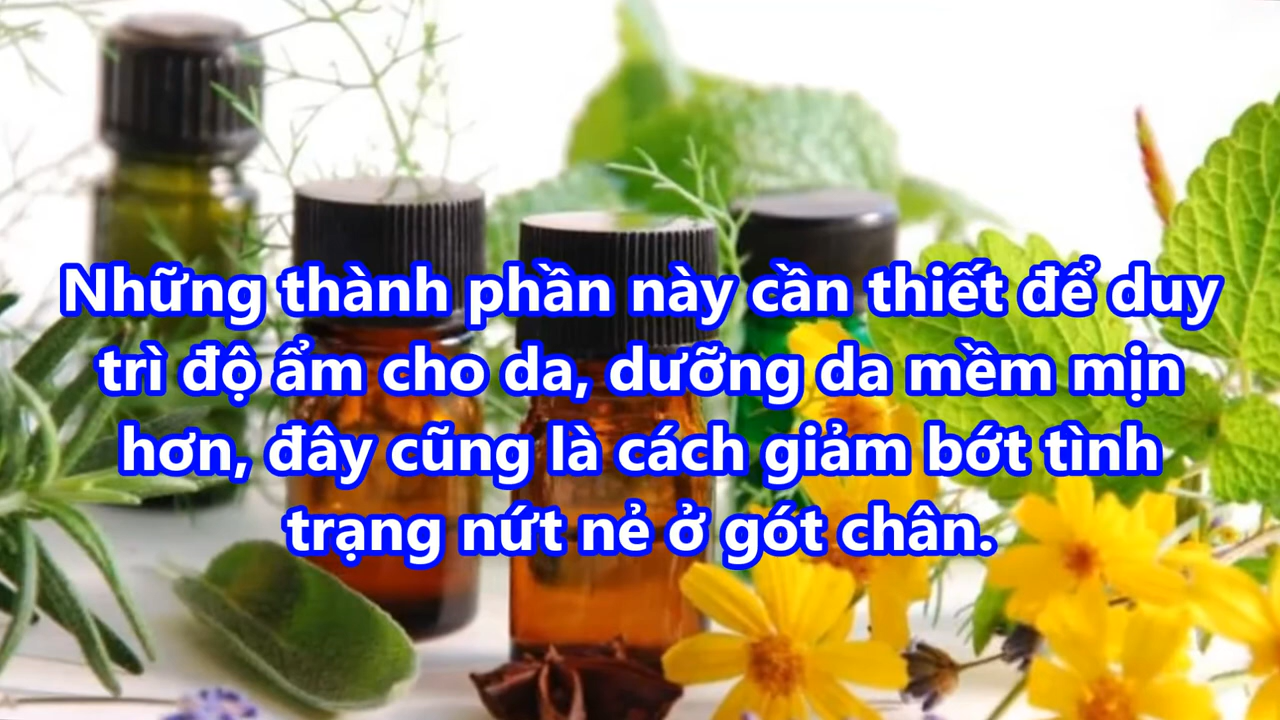 Những thành phần này cần thiết để duy
trì độ ẩm cho da, dưỡng da mềm mịn
hơn, đây cũng là cách giảm bớt tình
trạng nứt nẻ ở gót chân.